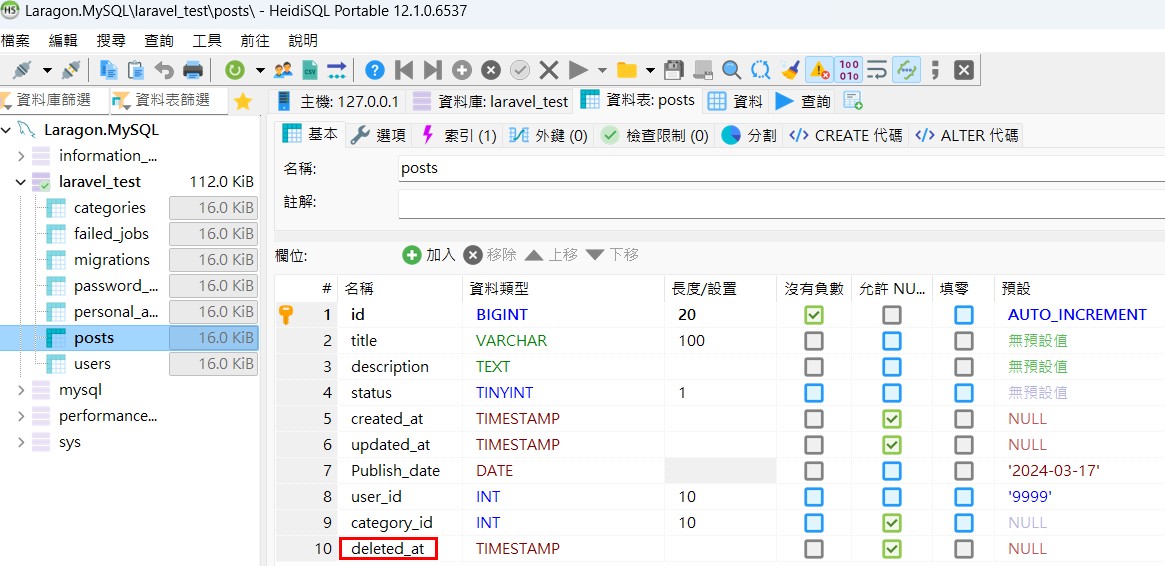 Laragon.MySQL\laravel_test\posts\ - HeidiSQL Portable 12.1.0.6537
檔案 編輯 搜尋 查詢 工具 前往 說明
資料庫篩選 資料表篩選 主機: 127.0.0.1 資料庫: laravel_test 資料表: posts 資料 查詢
Laragon.MySQL
information_...
laravel_test 112.0 KiB
categories 16.0 KiB
failed_jobs 16.0 KiB
migrations 16.0 KiB
password_... 16.0 KiB
personal_a... 16.0 KiB
posts 16.0 KiB
users 16.0 KiB
mysql
performance...
sys
基本 選項 索引 (1) 外鍵 (0) 檢查限制 (0) 分割 </> CREATE 代碼 </> ALTER 代碼
名稱: posts
註解:
欄位: 加入 移除 上移 下移
# 名稱 資料類型 長度/設置 沒有負數 允許 NU... 填零 預設
1 id BIGINT 20 AUTO_INCREMENT
2 title VARCHAR 100 無預設值
3 description TEXT 無預設值
4 status TINYINT 1 無預設值
5 created_at TIMESTAMP NULL
6 updated_at TIMESTAMP NULL
7 Publish_date DATE '2024-03-17'
8 user_id INT 10 '9999'
9 category_id INT 10 NULL
10 deleted_at TIMESTAMP NULL